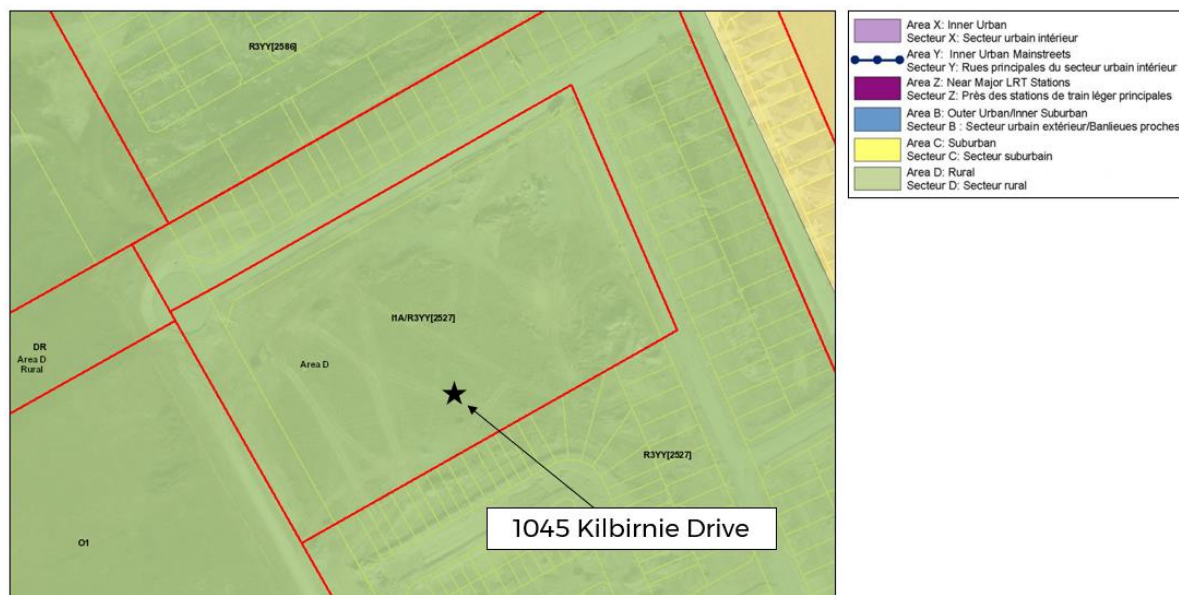 R3YY[2586]
I1A/R3YY[2527]
Area D
DR
Area D
Rural
R3YY[2527]
1045 Kilbirnie Drive
O1
Area X: Inner Urban
Secteur X: Secteur urbain intérieur
Area Y: Inner Urban Mainstreets
Secteur Y: Rues principales du secteur urbain intérieur
Area Z: Near Major LRT Stations
Secteur Z: Près des stations de train léger principales
Area B: Outer Urban/Inner Suburban
Secteur B : Secteur urbain extérieur/Banlieues proches
Area C: Suburban
Secteur C: Secteur suburbain
Area D: Rural
Secteur D: Secteur rural